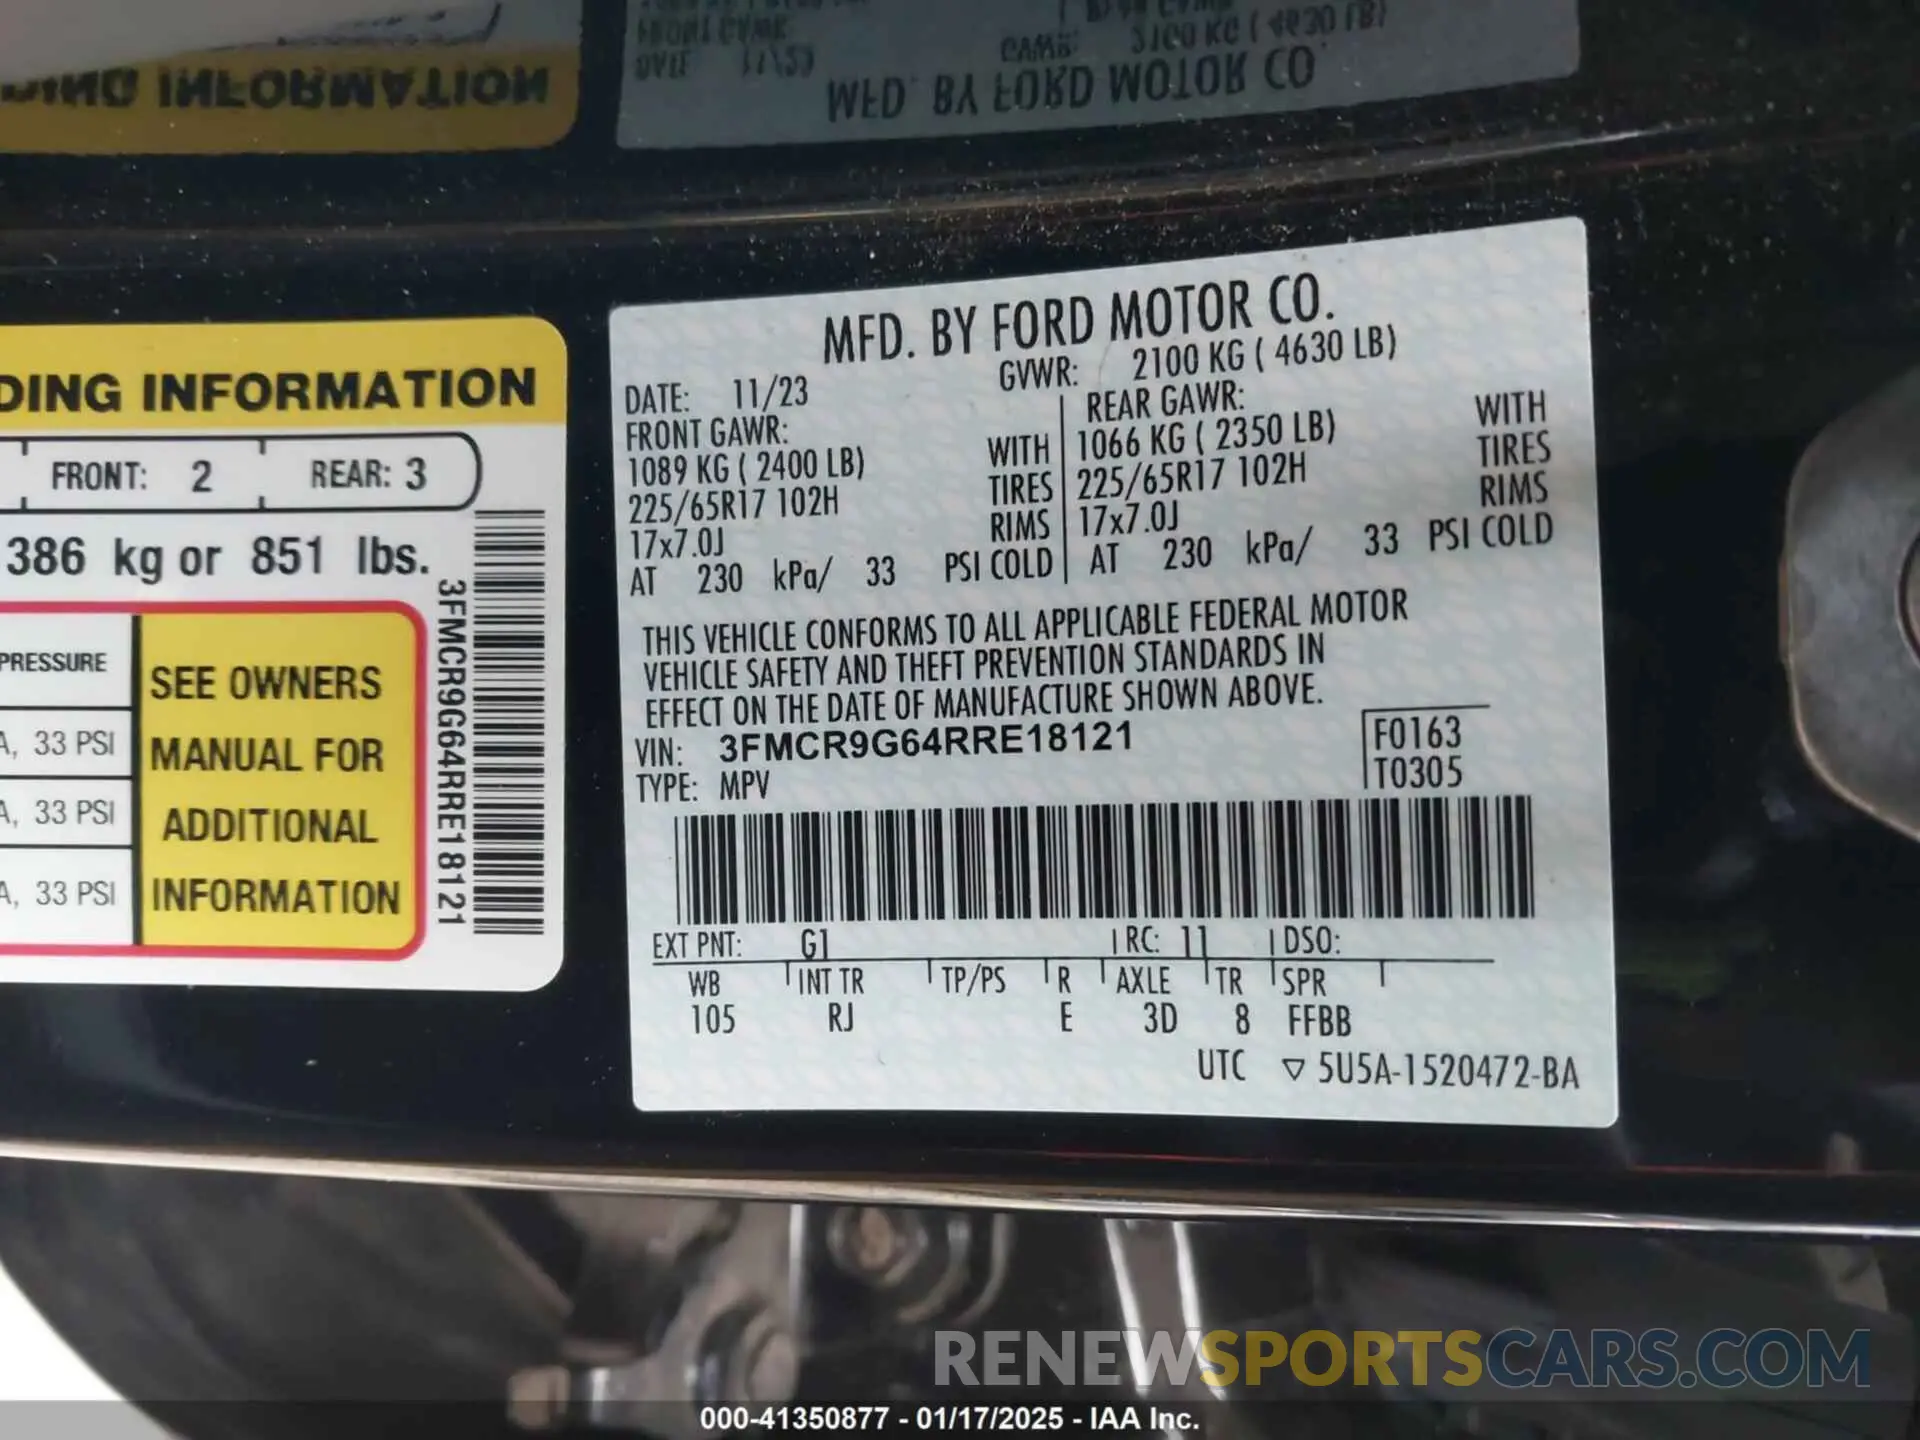 DING INFORMATION
FRONT: 2 REAR: 3
386 kg or 851 lbs.
PRESSURE
A, 33 PSI
A, 33 PSI
A, 33 PSI
SEE OWNERS
MANUAL FOR
ADDITIONAL
INFORMATION
3FMCR9G64RRE18121
MFD. BY FORD MOTOR CO.
DATE: 11/23 GVWR: 2100 KG ( 4630 LB)
FRONT GAWR: REAR GAWR:
1089 KG ( 2400 LB) WITH 1066 KG ( 2350 LB) WITH
225/65R17 102H TIRES 225/65R17 102H TIRES
17x7.0J RIMS 17x7.0J RIMS
AT 230 kPa/ 33 PSI COLD AT 230 kPa/ 33 PSI COLD
THIS VEHICLE CONFORMS TO ALL APPLICABLE FEDERAL MOTOR
VEHICLE SAFETY AND THEFT PREVENTION STANDARDS IN
EFFECT ON THE DATE OF MANUFACTURE SHOWN ABOVE.
VIN: 3FMCR9G64RRE18121 F0163
TYPE: MPV T0305
EXT PNT: G1 RC: 11 DSO:
WB INT TR TP/PS R AXLE TR SPR
105 RJ E 3D 8 FFBB
UTC ▽ 5U5A-1520472-BA
RENEWSPORTSCARS.COM
000-41350877 - 01/17/2025 - IAA Inc.